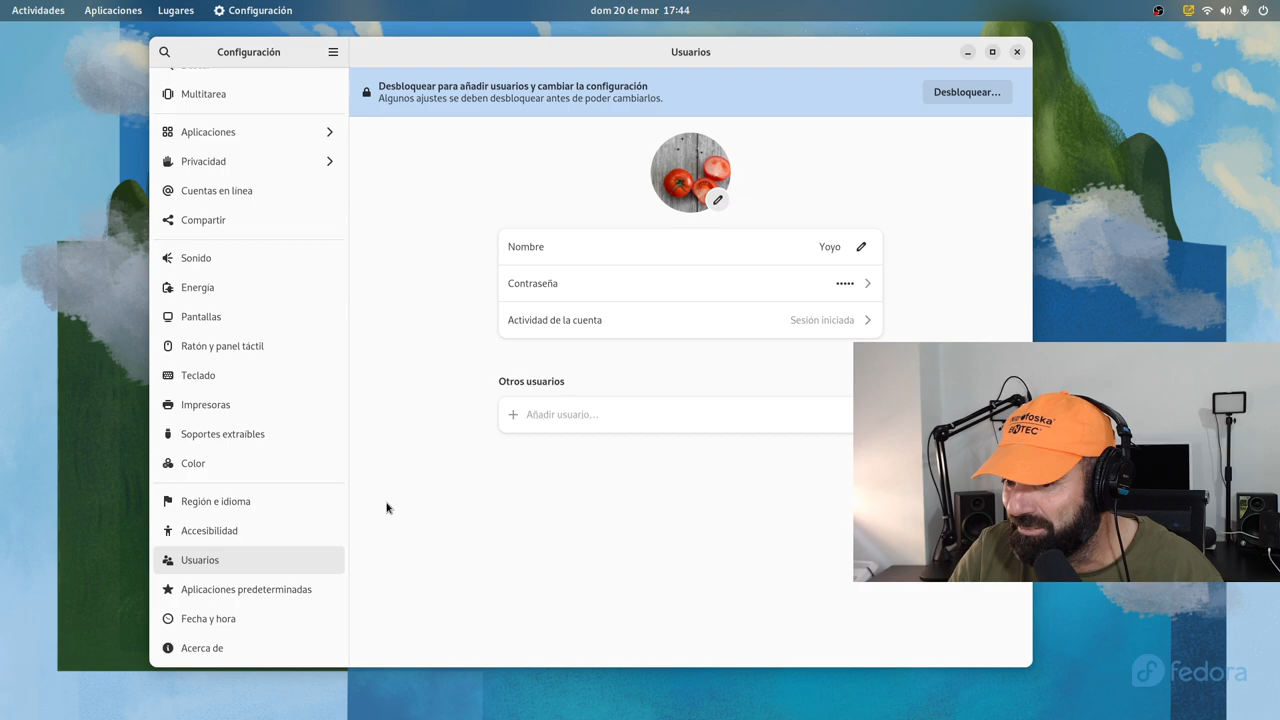 Actividades
Aplicaciones
Lugares
Configuración
dom 20 de mar 17:44
Configuración
Usuarios
Multitarea
Aplicaciones
Privacidad
Cuentas en línea
Compartir
Sonido
Energía
Pantallas
Ratón y panel táctil
Teclado
Impresoras
Soportes extraíbles
Color
Región e idioma
Accesibilidad
Usuarios
Aplicaciones predeterminadas
Fecha y hora
Acerca de
Desbloquear para añadir usuarios y cambiar la configuración
Algunos ajustes se deben desbloquear antes de poder cambiarlos.
Desbloquear…
Nombre
Yoyo
Contraseña
•••••
Actividad de la cuenta
Sesión iniciada
Otros usuarios
Añadir usuario…
fedora